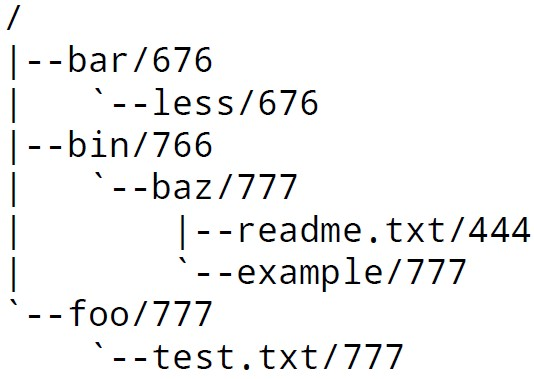 /
|--bar/676
|   `--less/676
|--bin/766
|   `--baz/777
|       |--readme.txt/444
|       `--example/777
`--foo/777
    `--test.txt/777